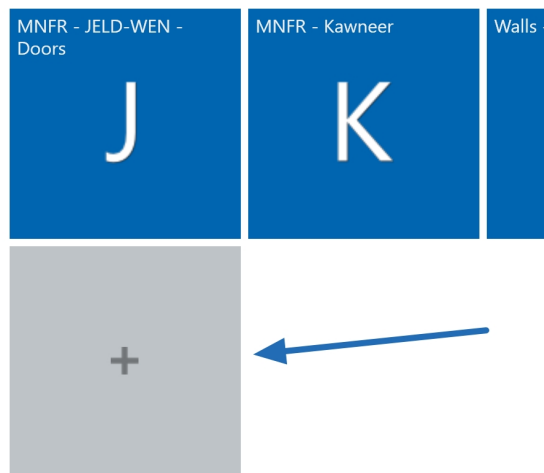 MNFR - JELD-WEN - Doors
J
MNFR - Kawneer
K
Walls -
+